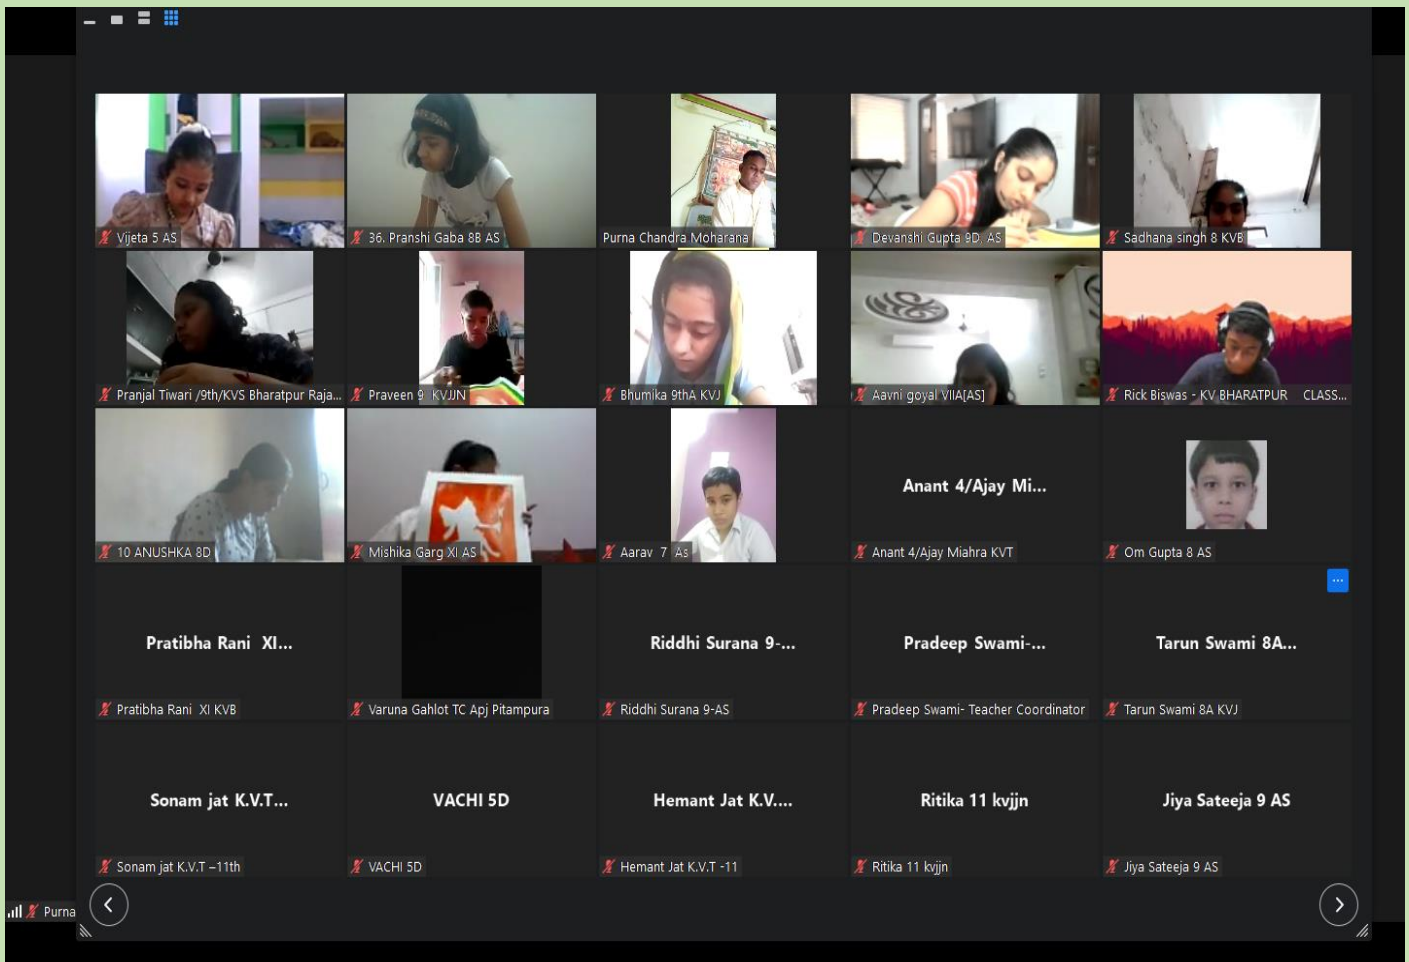 Vijeta 5 AS
36. Pranshi Gaba 8B AS
Purna Chandra Moharana
Devanshi Gupta 9D. AS
Sadhana singh 8 KVB
Pranjal Tiwari /9th/KVS Bharatpur Raja...
Praveen 9 KVJJN
Bhumika 9thA KVJ
Aavni goyal VIIA[AS]
Rick Biswas - KV BHARATPUR CLASS...
10 ANUSHKA 8D
Mishika Garg XI AS
Aarav 7 As
Anant 4/Ajay Mi...
Anant 4/Ajay Miahra KVT
Om Gupta 8 AS
Pratibha Rani XI...
Pratibha Rani XI KVB
Varuna Gahlot TC Apj Pitampura
Riddhi Surana 9-...
Riddhi Surana 9-AS
Pradeep Swami-...
Pradeep Swami- Teacher Coordinator
Tarun Swami 8A...
Tarun Swami 8A KVJ
Sonam jat K.V.T...
Sonam jat K.V.T –11th
VACHI 5D
VACHI 5D
Hemant Jat K.V....
Hemant Jat K.V.T -11
Ritika 11 kvjjn
Ritika 11 kvjjn
Jiya Sateeja 9 AS
Jiya Sateeja 9 AS
Purna